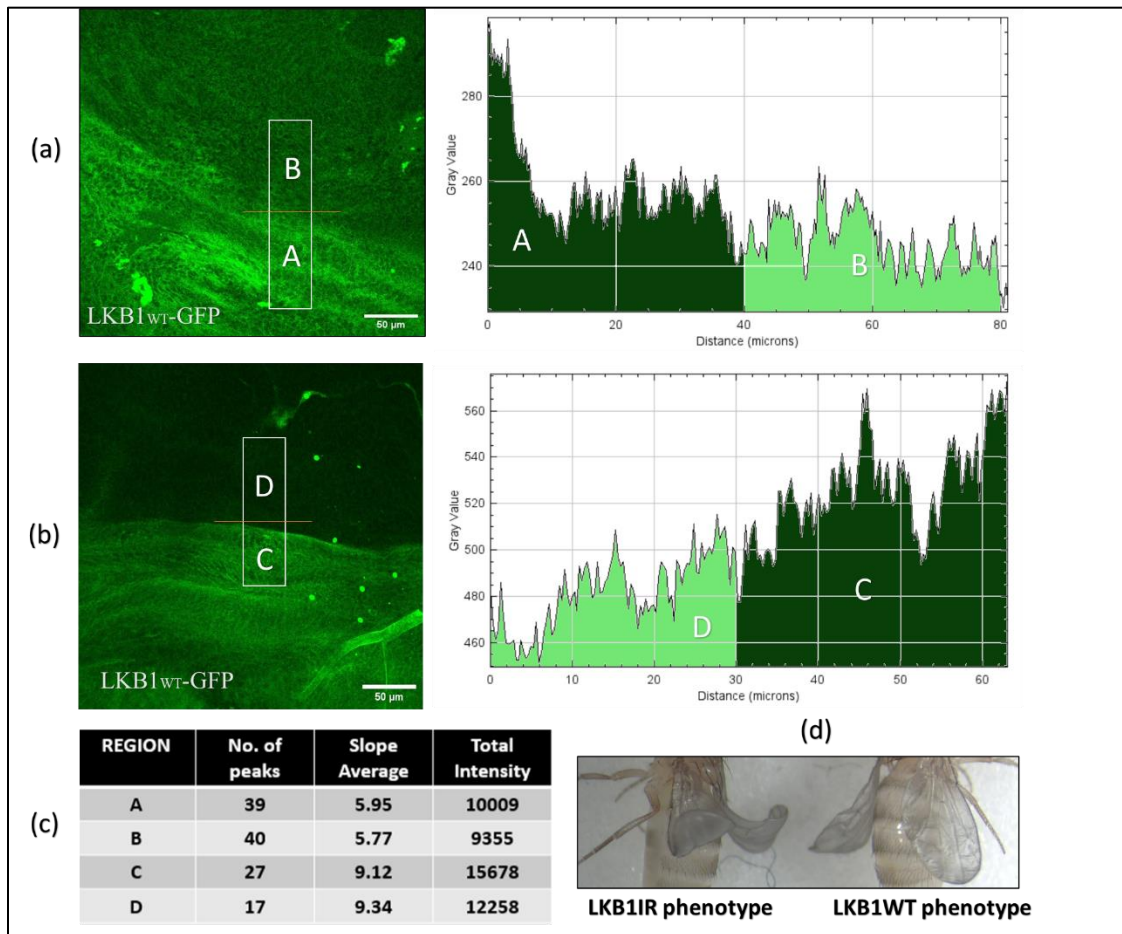 (a)
B
A
LKB1WT-GFP
50 µm
Gray Value
280
260
240
A
B
0 20 40 60 80
Distance (microns)
(b)
D
C
LKB1WT-GFP
50 µm
Gray Value
560
540
520
500
480
460
D
C
0 10 20 30 40 50 60
Distance (microns)
(c)
REGION No. of peaks Slope Average Total Intensity
A 39 5.95 10009
B 40 5.77 9355
C 27 9.12 15678
D 17 9.34 12258
(d)
LKB1IR phenotype LKB1WT phenotype